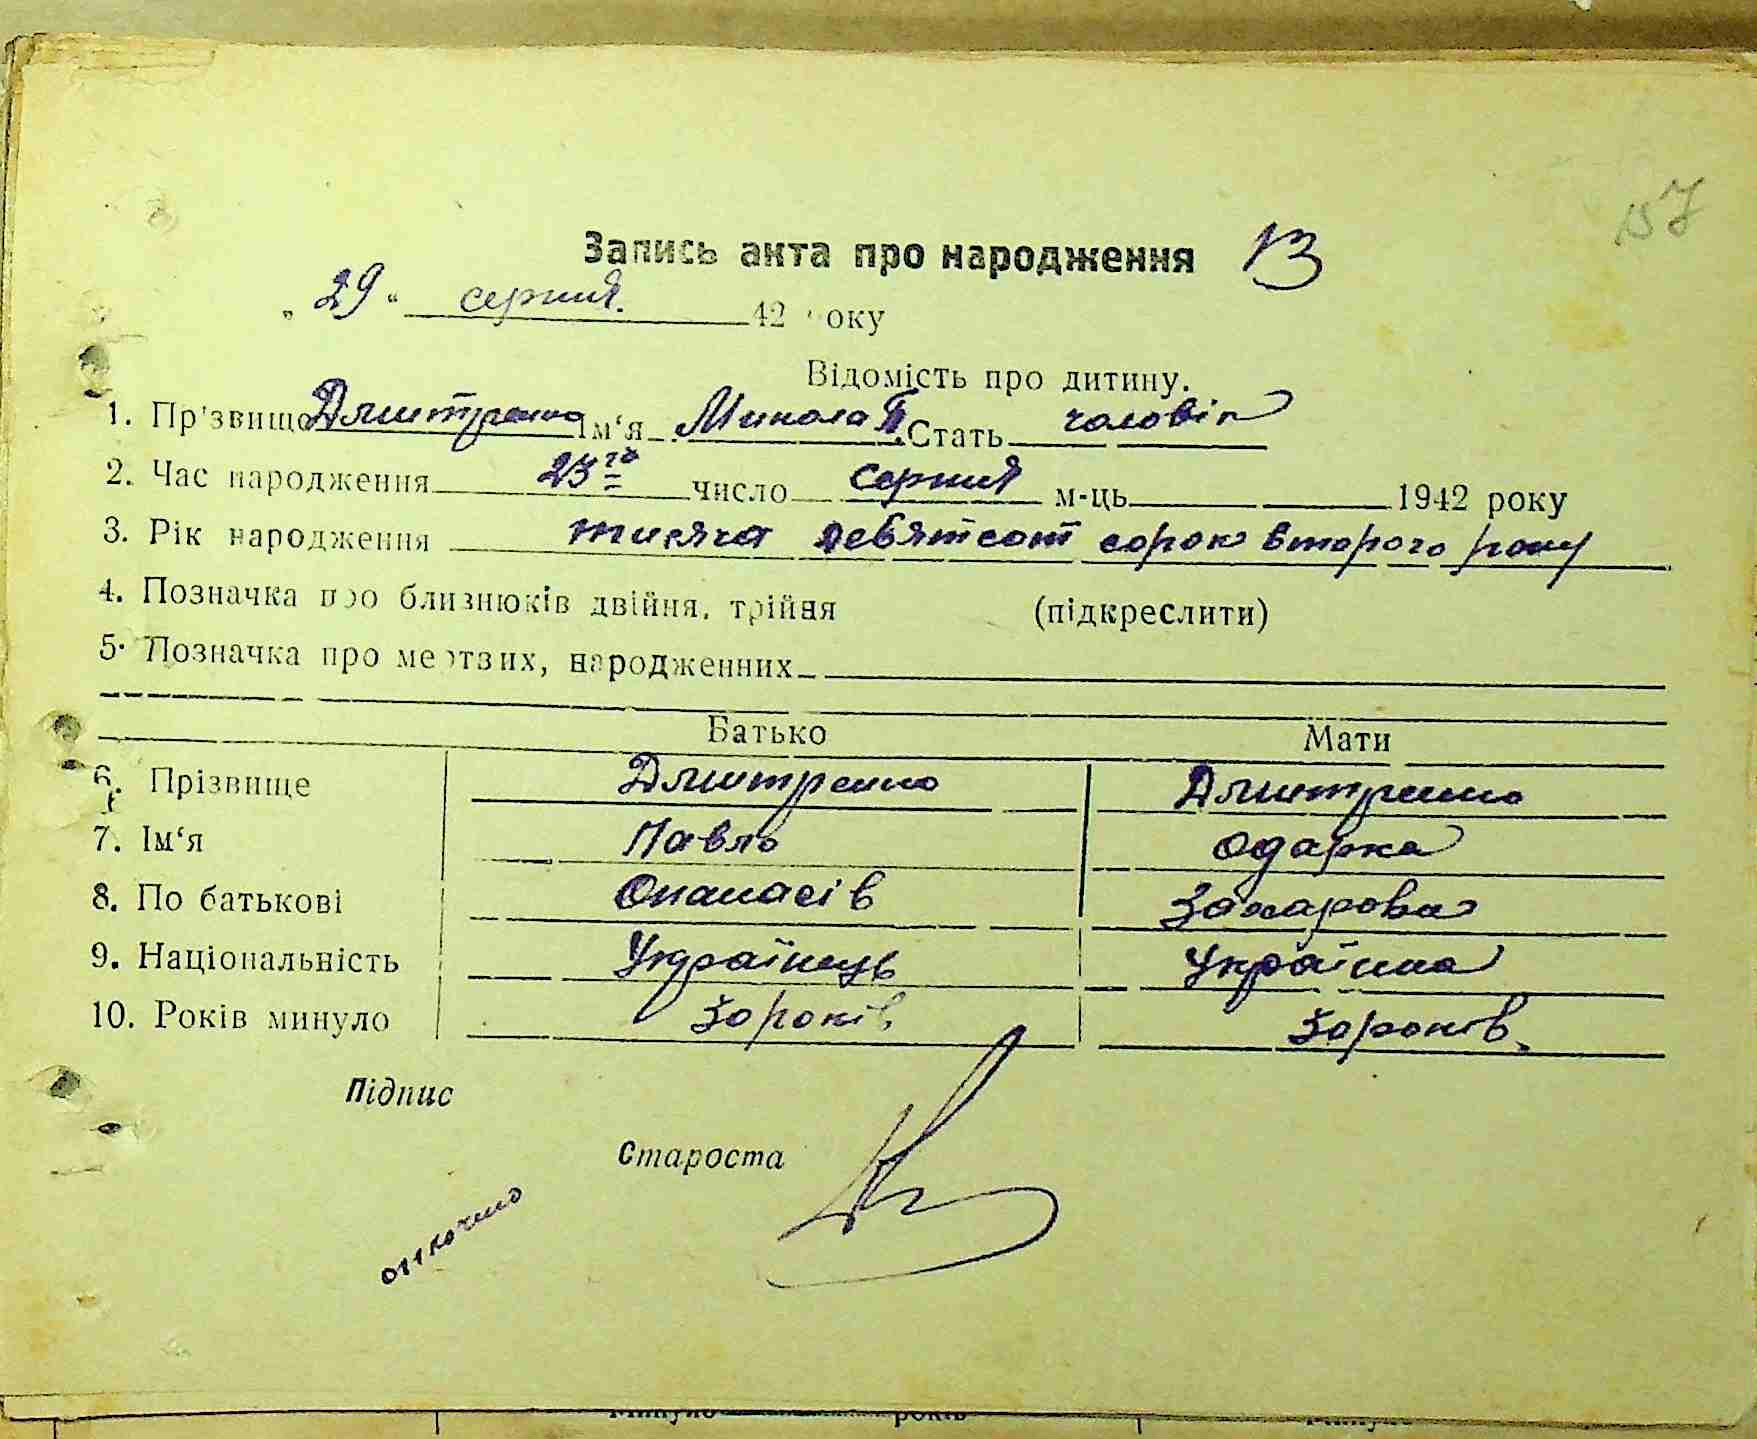 157
Запись акта про народження 13
„ 29 “ серпня. 42 року
Відомість про дитину.
1. Пр'звище Дмитренко Ім‘я Микола П. Стать чоловік
2. Час народження 23го число серпня м-ць 1942 року
3. Рік народження тисяча девятсот сорок второго року
4. Позначка про близнюків двійня, трійня (підкреслити)
5. Позначка про мертвих, народженних
Батько Мати
6. Прізвище Дмитренко Дмитренко
7. Ім‘я Павло Одарка
8. По батькові Опанасів Захарова
9. Національність Українець Українка
10. Років минуло 30 років 30 років.
Підпис
Староста